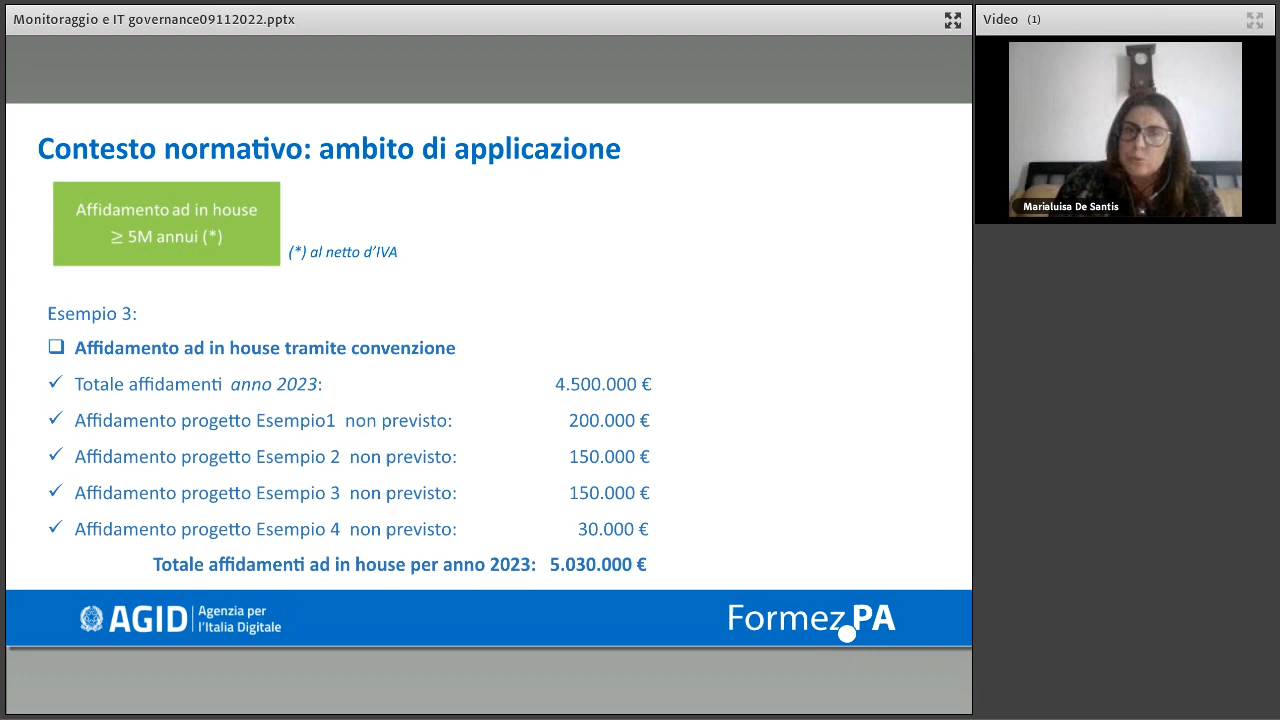 Monitoraggio e IT governance09112022.pptx
Video (1)
Marialuisa De Santis
Contesto normativo: ambito di applicazione
Affidamento ad in house
≥ 5M annui (*)
(*) al netto d'IVA
Esempio 3:
❑ Affidamento ad in house tramite convenzione
✓ Totale affidamenti anno 2023: 4.500.000 €
✓ Affidamento progetto Esempio1 non previsto: 200.000 €
✓ Affidamento progetto Esempio 2 non previsto: 150.000 €
✓ Affidamento progetto Esempio 3 non previsto: 150.000 €
✓ Affidamento progetto Esempio 4 non previsto: 30.000 €
Totale affidamenti ad in house per anno 2023: 5.030.000 €
AGID Agenzia per
l'Italia Digitale
Formez PA